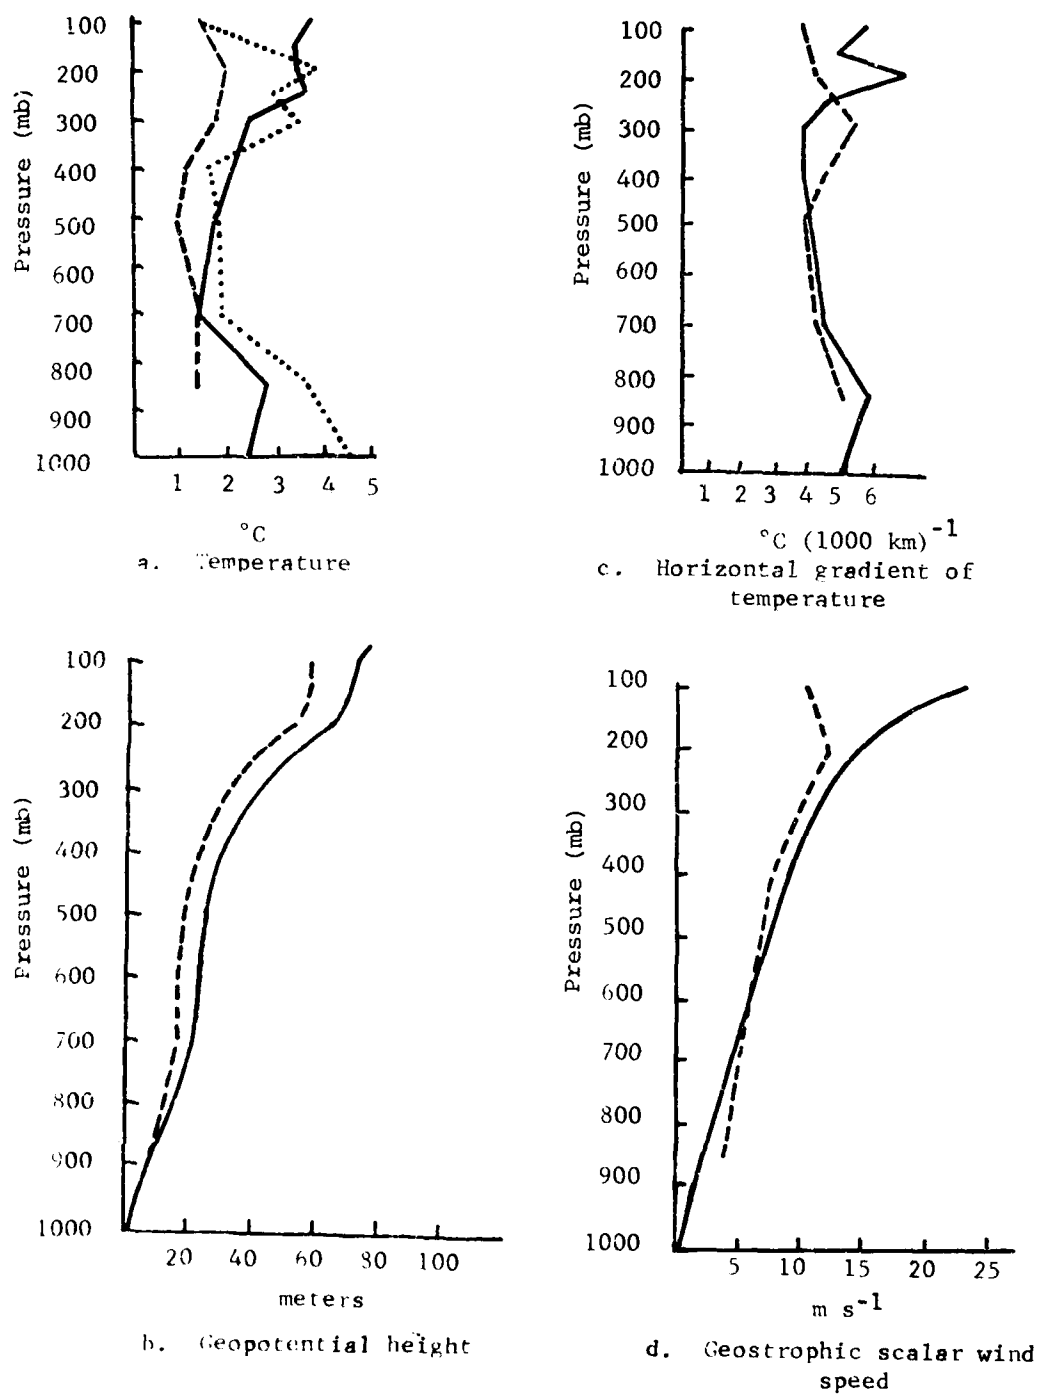 100
200
300
400
500
600
700
800
900
1000
Pressure (mb)
1 2 3 4 5
°C
a. Temperature
100
200
300
400
500
600
700
800
900
1000
Pressure (mb)
1 2 3 4 5 6
°C (1000 km)⁻¹
c. Horizontal gradient of
temperature
100
200
300
400
500
600
700
800
900
1000
Pressure (mb)
20 40 60 80 100
meters
b. Geopotential height
100
200
300
400
500
600
700
800
900
1000
Pressure (mb)
5 10 15 20 25
m s⁻¹
d. Geostrophic scalar wind
speed